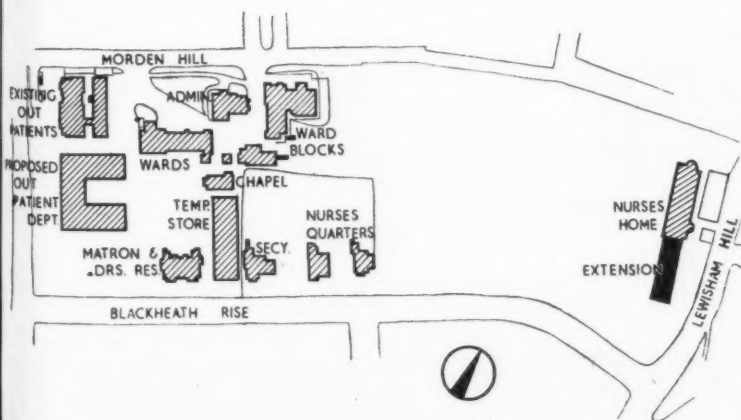 MORDEN HILL
EXISTING
OUT
PATIENTS
ADMIN
WARD
BLOCKS
WARDS
PROPOSED
OUT
PATIENT
DEPT
CHAPEL
TEMP.
STORE
NURSES
QUARTERS
NURSES
HOME
MATRON &
DRS. RES.
SECY.
EXTENSION
LEWISHAM HILL
BLACKHEATH RISE